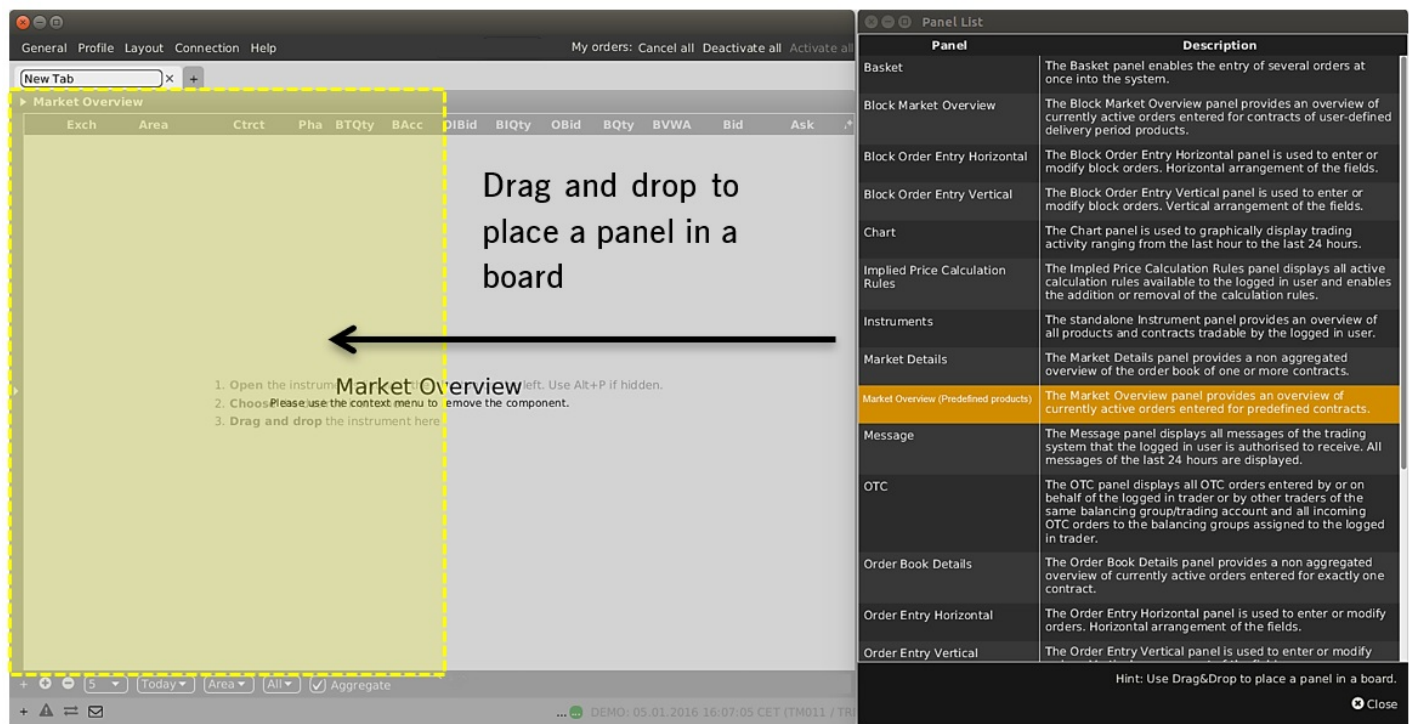 General Profile Layout Connection Help
My orders: Cancel all Deactivate all Activate all
New Tab × +
Market Overview
Exch Area Ctrct Pha BTQty BAcc OIBid BIQty OBid BQty BVWA Bid Ask
Drag and drop to
place a panel in a
board
1. Open the instrum left. Use Alt+P if hidden.
Market Overview
2. Choose
Please use the context menu to remove the component.
3. Drag and drop the instrument here
+ 5 Today Area All Aggregate
+ ... DEMO: 05.01.2016 16:07:05 CET (TM011 /
Panel List
Panel Description
Basket
The Basket panel enables the entry of several orders at
once into the system.
Block Market Overview
The Block Market Overview panel provides an overview of
currently active orders entered for contracts of user-defined
delivery period products.
Block Order Entry Horizontal
The Block Order Entry Horizontal panel is used to enter or
modify block orders. Horizontal arrangement of the fields.
Block Order Entry Vertical
The Block Order Entry Vertical panel is used to enter or
modify block orders. Vertical arrangement of the fields.
Chart
The Chart panel is used to graphically display trading
activity ranging from the last hour to the last 24 hours.
Implied Price Calculation
Rules
The Impled Price Calculation Rules panel displays all active
calculation rules available to the logged in user and enables
the addition or removal of the calculation rules.
Instruments
The standalone Instrument panel provides an overview of
all products and contracts tradable by the logged in user.
Market Details
The Market Details panel provides a non aggregated
overview of the order book of one or more contracts.
Market Overview (Predefined products)
The Market Overview panel provides an overview of
currently active orders entered for predefined contracts.
Message
The Message panel displays all messages of the trading
system that the logged in user is authorised to receive. All
messages of the last 24 hours are displayed.
OTC
The OTC panel displays all OTC orders entered by or on
behalf of the logged in trader or by other traders of the
same balancing group/trading account and all incoming
OTC orders to the balancing groups assigned to the logged
in trader.
Order Book Details
The Order Book Details panel provides a non aggregated
overview of currently active orders entered for exactly one
contract.
Order Entry Horizontal
The Order Entry Horizontal panel is used to enter or modify
orders. Horizontal arrangement of the fields.
Order Entry Vertical
The Order Entry Vertical panel is used to enter or modify
Hint: Use Drag&Drop to place a panel in a board.
Close